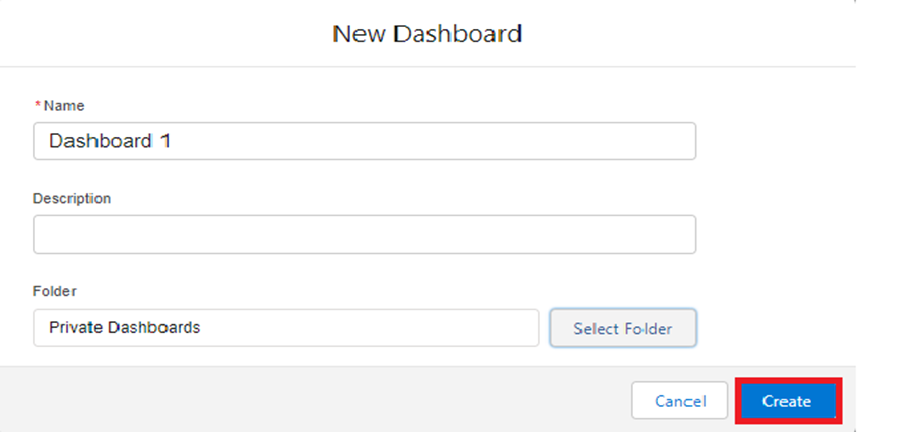 New Dashboard
*Name
Dashboard 1
Description
Folder
Private Dashboards
Select Folder
Cancel
Create